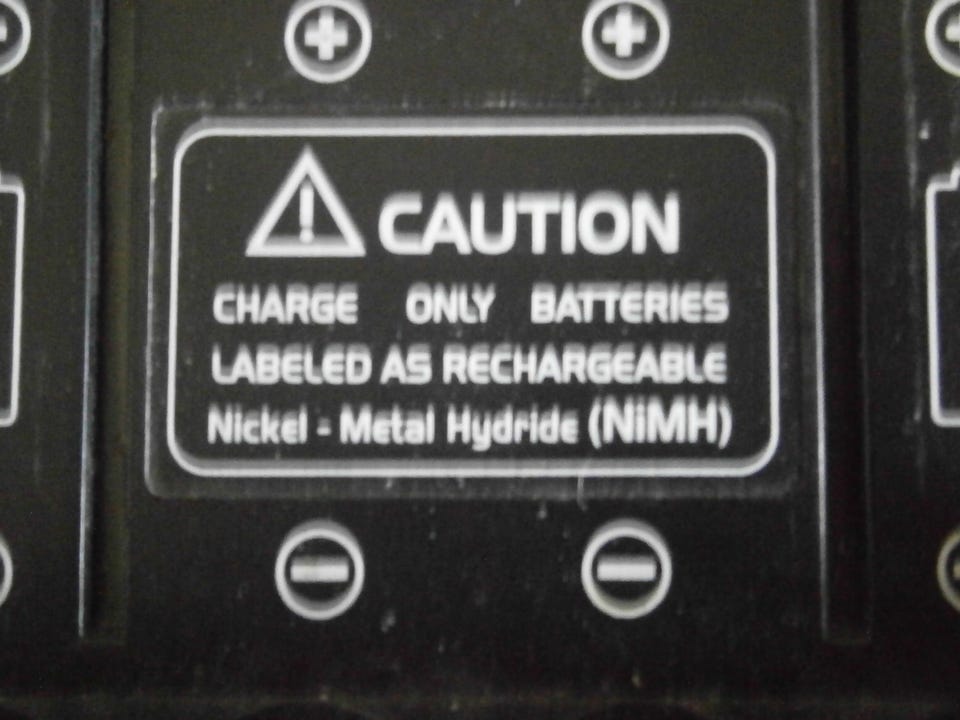 CAUTION
CHARGE ONLY BATTERIES
LABELED AS RECHARGEABLE
Nickel - Metal Hydride (NiMH)